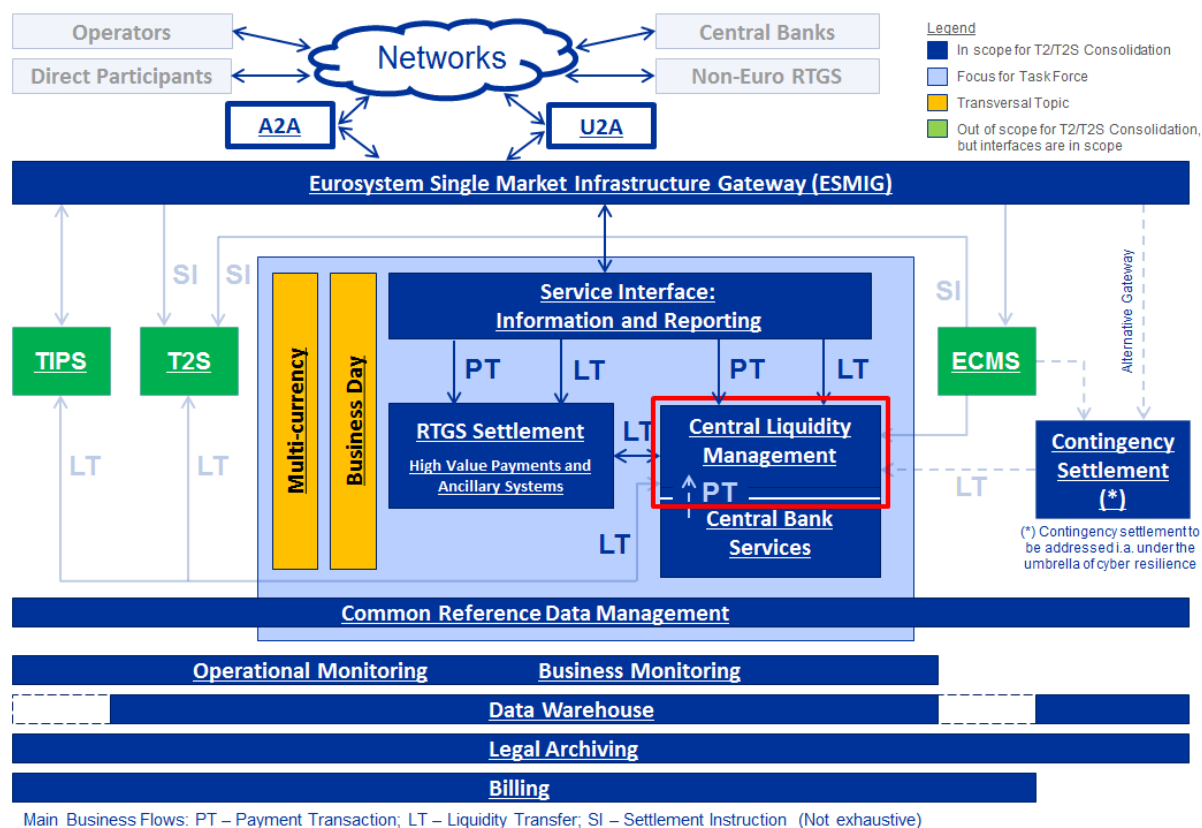 Operators
Direct Participants
Networks
Central Banks
Non-Euro RTGS
Legend
In scope for T2/T2S Consolidation
Focus for Task Force
Transversal Topic
Out of scope for T2/T2S Consolidation,
but interfaces are in scope
A2A
U2A
Eurosystem Single Market Infrastructure Gateway (ESMIG)
SI
SI
SI
Alternative Gateway
Multi-currency
Business Day
Service Interface:
Information and Reporting
TIPS
T2S
ECMS
PT
LT
PT
LT
RTGS Settlement
High Value Payments and
Ancillary Systems
LT
Central Liquidity
Management
PT
Central Bank
Services
Contingency
Settlement
(*)
LT
LT
LT
LT
(*) Contingency settlement to
be addressed i.a. under the
umbrella of cyber resilience
Common Reference Data Management
Operational Monitoring
Business Monitoring
Data Warehouse
Legal Archiving
Billing
Main Business Flows: PT – Payment Transaction; LT – Liquidity Transfer; SI – Settlement Instruction (Not exhaustive)